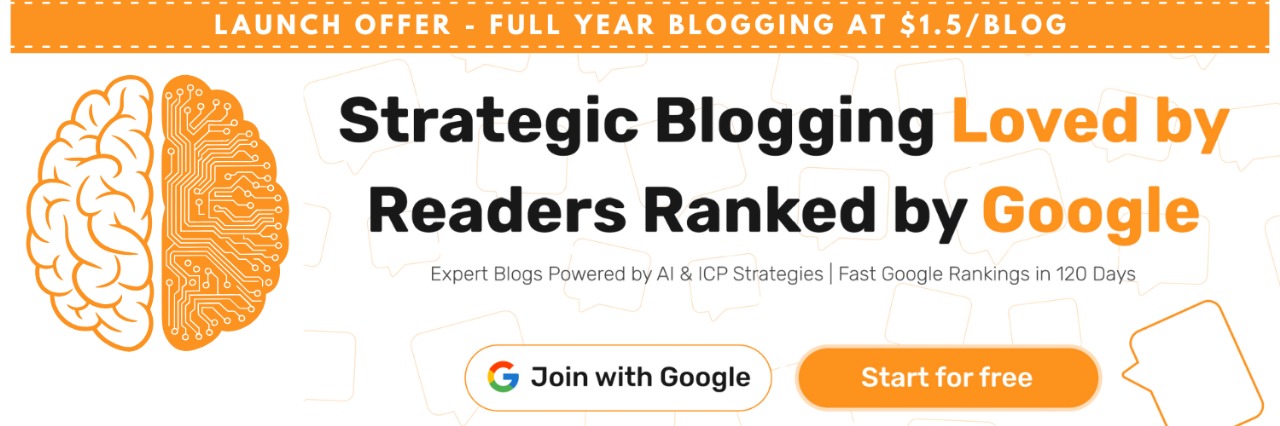 LAUNCH OFFER - FULL YEAR BLOGGING AT $1.5/BLOG
Strategic Blogging Loved by
Readers Ranked by Google
Expert Blogs Powered by AI & ICP Strategies | Fast Google Rankings in 120 Days
Join with Google
Start for free